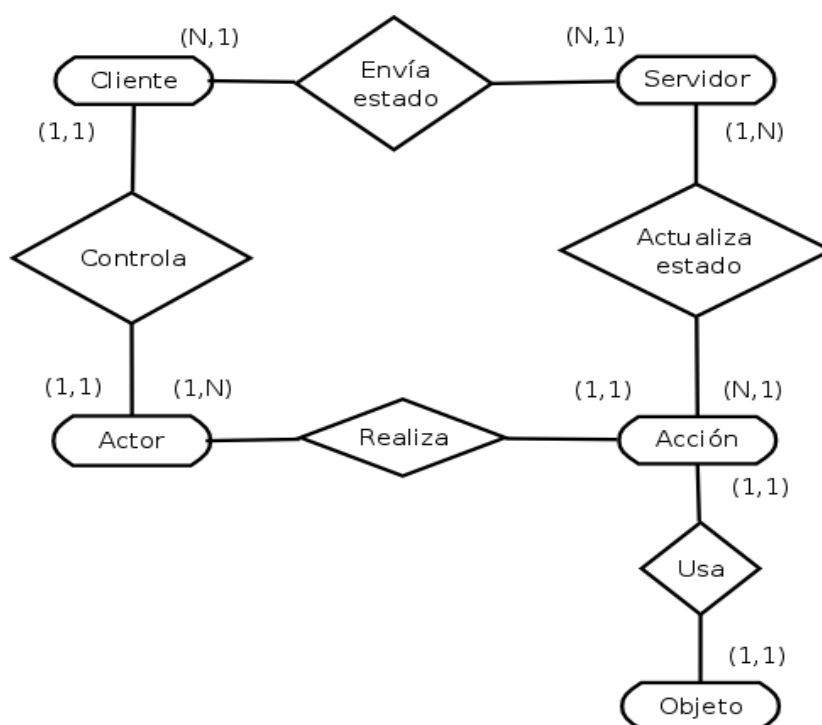 (N,1) (N,1)
Cliente Envía estado Servidor
(1,1) (1,N)
Controla Actualiza estado
(1,1) (1,N) (1,1) (N,1)
Actor Realiza Acción
(1,1)
Usa
(1,1)
Objeto